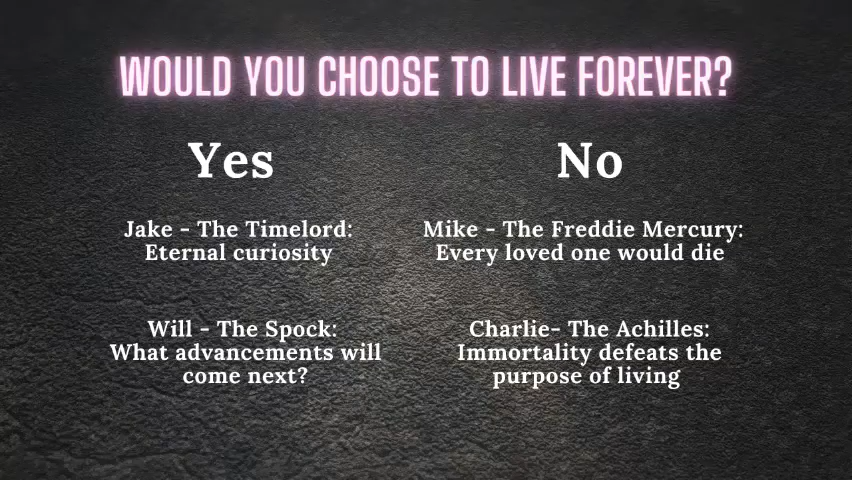 WOULD YOU CHOOSE TO LIVE FOREVER?
Yes
Jake - The Timelord:
Eternal curiosity
Will - The Spock:
What advancements will
come next?
No
Mike - The Freddie Mercury:
Every loved one would die
Charlie- The Achilles:
Immortality defeats the
purpose of living